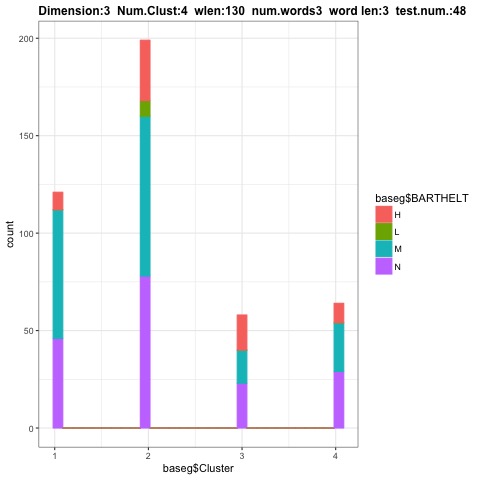 Dimension:3 Num.Clust:4 wlen:130 num.words3 word len:3 test.num.:48
200
150
100
50
0
count
1 2 3 4
baseg$Cluster
baseg$BARTHELT
H
L
M
N